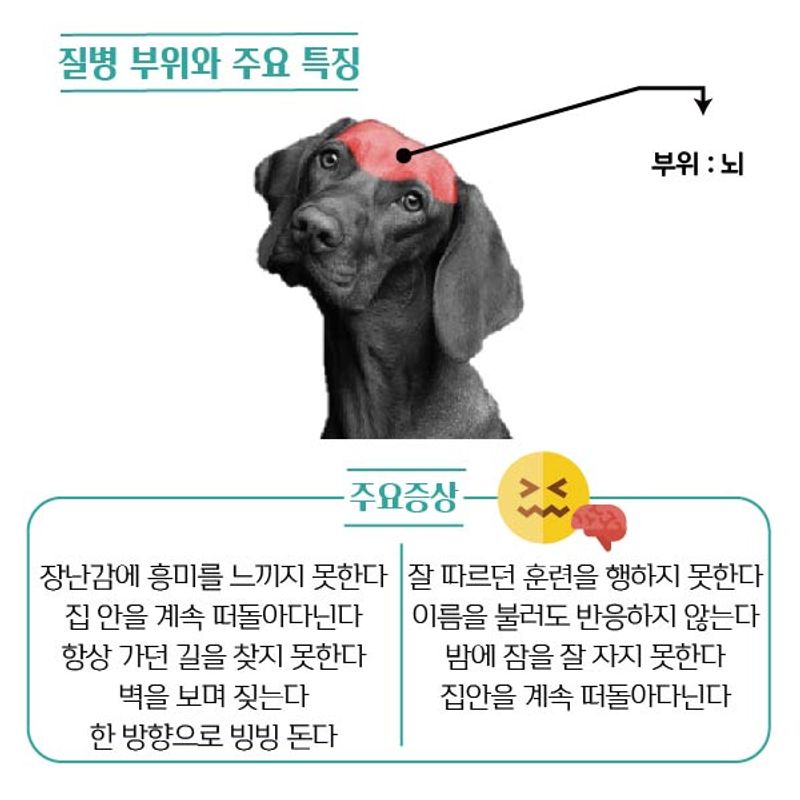 질병 부위와 주요 특징
부위 : 뇌
주요증상
장난감에 흥미를 느끼지 못한다
집 안을 계속 떠돌아다닌다
항상 가던 길을 찾지 못한다
벽을 보며 짖는다
한 방향으로 빙빙 돈다
잘 따르던 훈련을 행하지 못한다
이름을 불러도 반응하지 않는다
밤에 잠을 잘 자지 못한다
집안을 계속 떠돌아다닌다